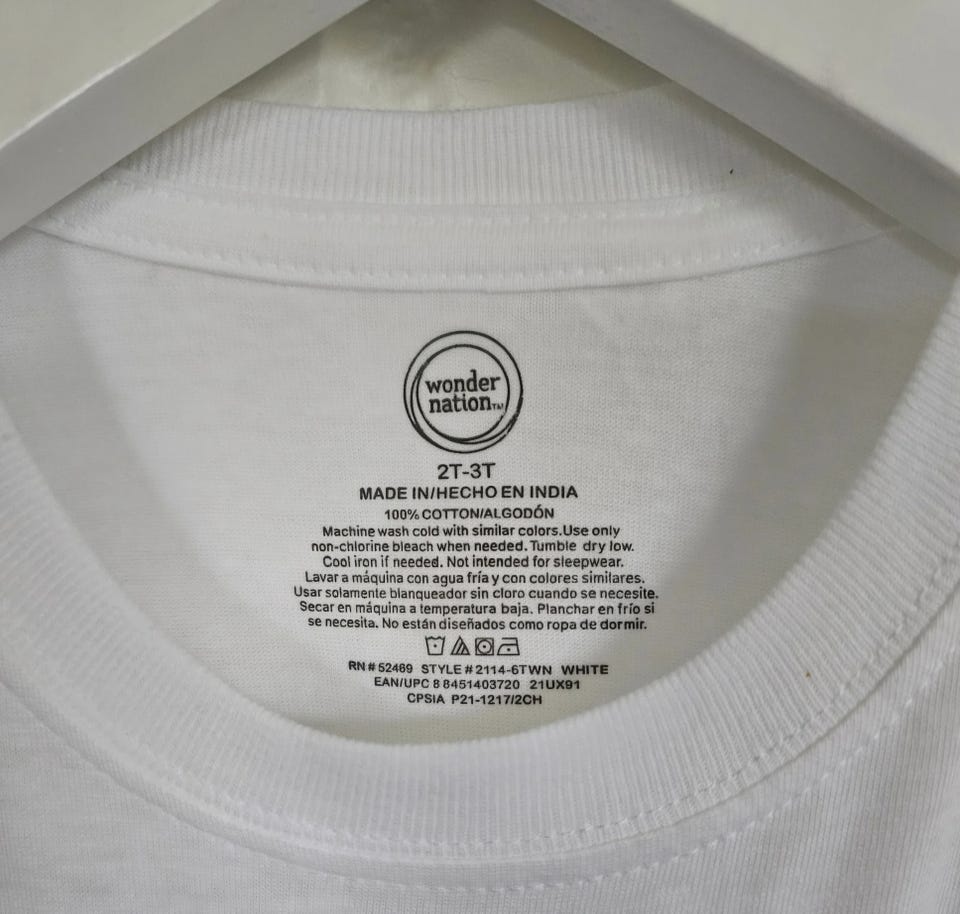 wonder
nation™
2T-3T
MADE IN/HECHO EN INDIA
100% COTTON/ALGODÓN
Machine wash cold with similar colors.Use only
non-chlorine bleach when needed. Tumble dry low.
Cool iron if needed. Not intended for sleepwear.
Lavar a máquina con agua fría y con colores similares.
Usar solamente blanqueador sin cloro cuando se necesite.
Secar en máquina a temperatura baja. Planchar en frío si
se necesita. No están diseñados como ropa de dormir.
RN # 52469 STYLE # 2114-6TWN WHITE
EAN/UPC 8 8451403720 21UX91
CPSIA P21-1217/2CH